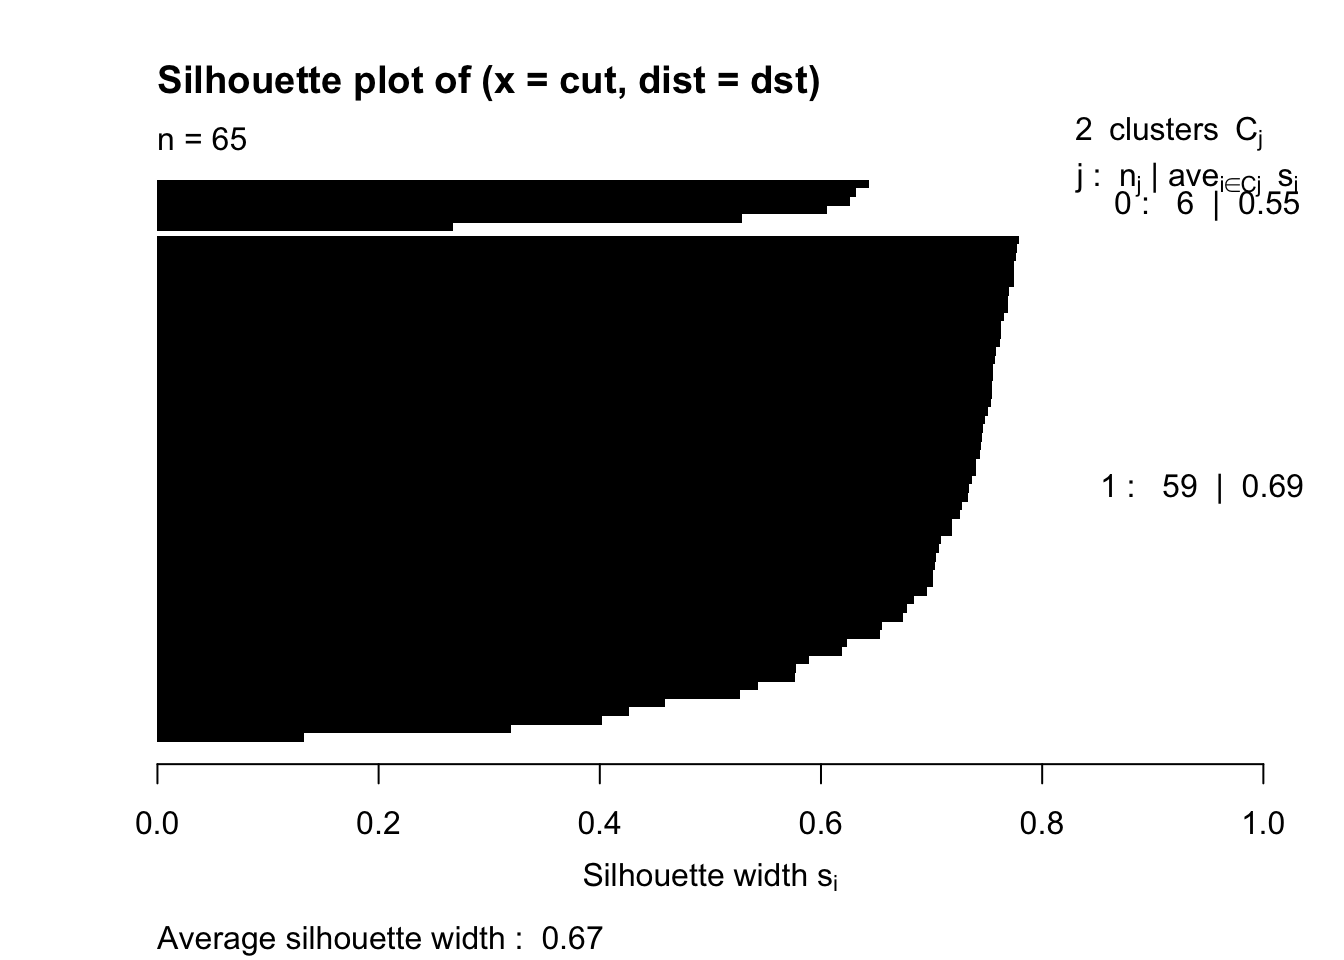 Silhouette plot of (x = cut, dist = dst)
n = 65
2 clusters Cj
j : nj | avei∈Cj si
0 : 6 | 0.55
1 : 59 | 0.69
0.0 0.2 0.4 0.6 0.8 1.0
Silhouette width si
Average silhouette width : 0.67